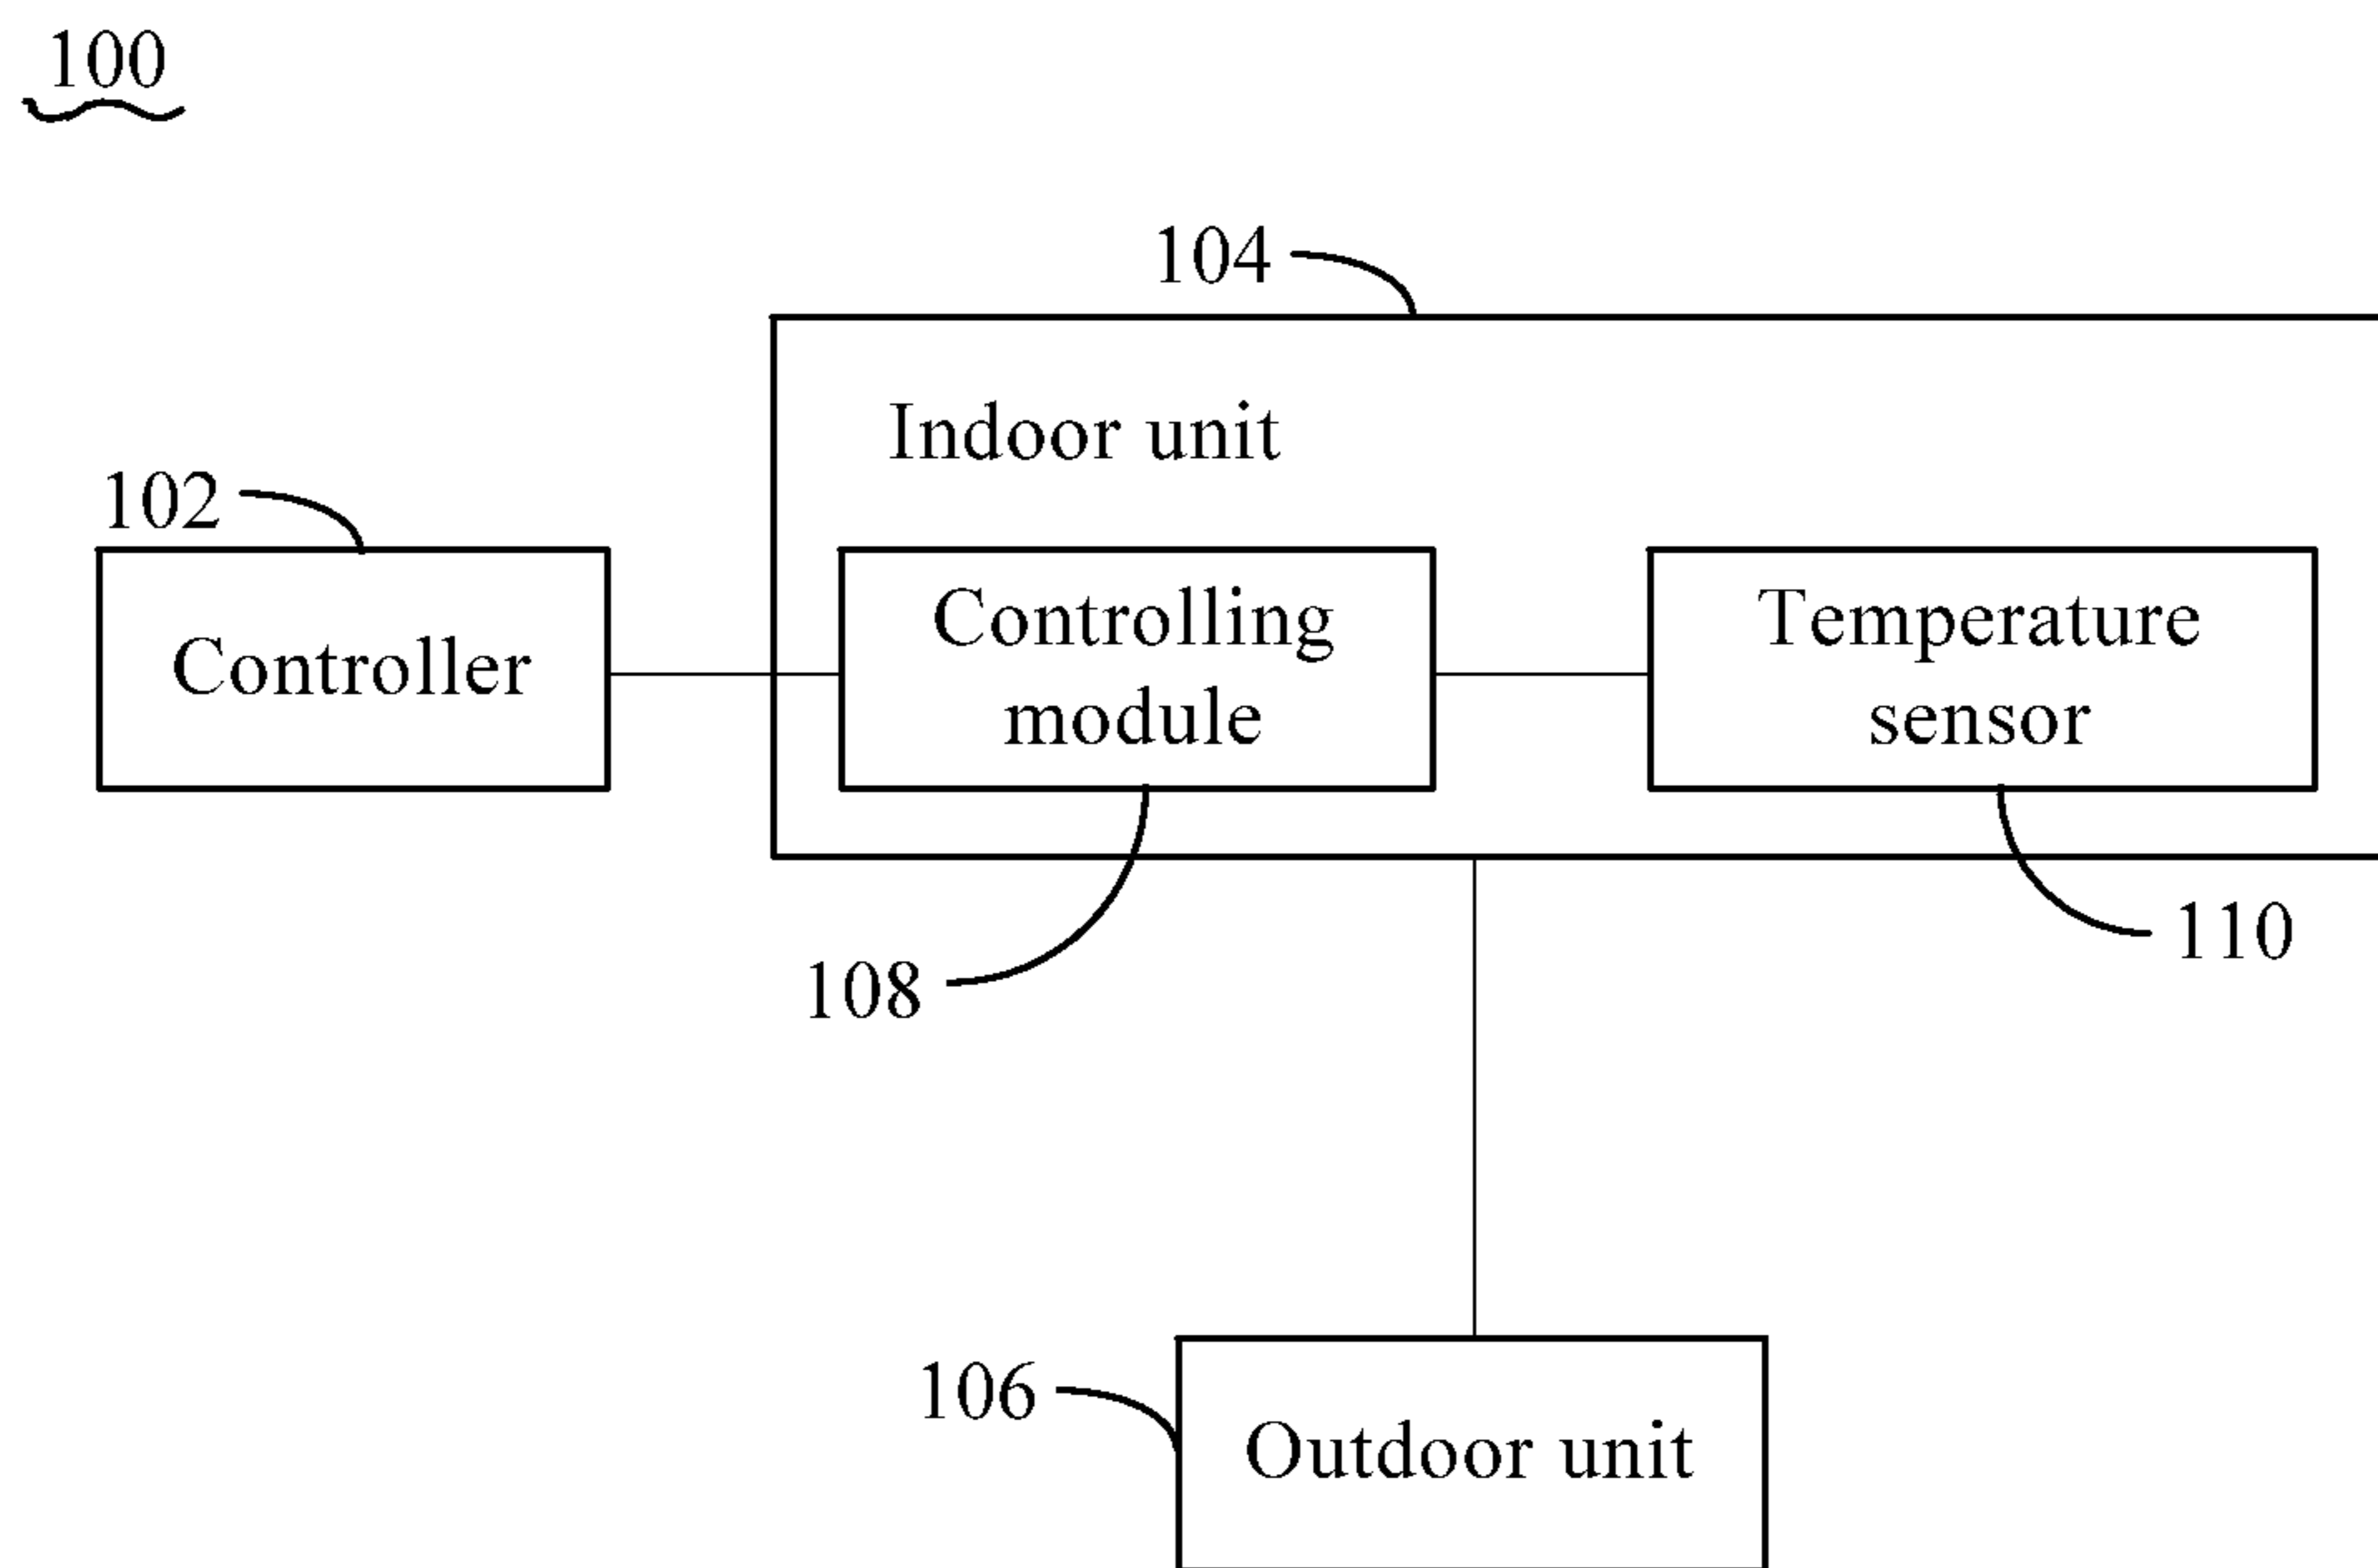 100
104
Indoor unit
102
Controller
Controlling
module
Temperature
sensor
110
108
106
Outdoor unit